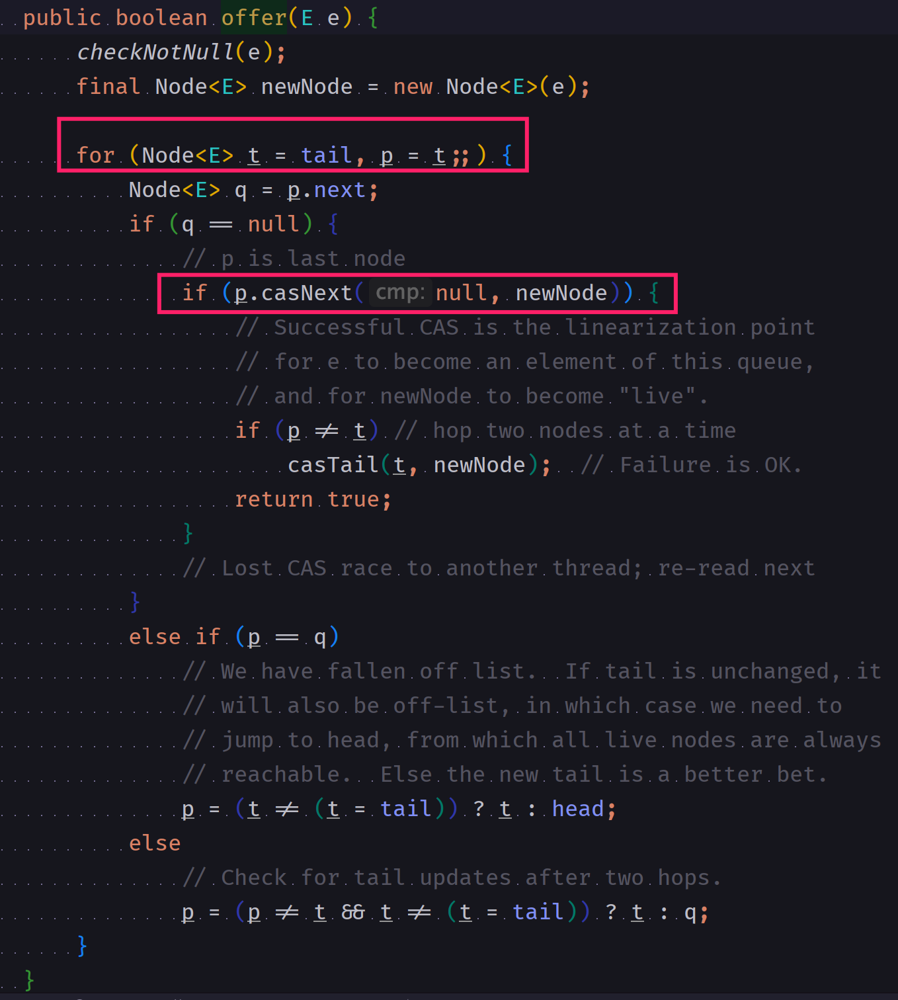 public boolean offer(E e) {
checkNotNull(e);
final Node<E> newNode = new Node<E>(e);
for (Node<E> t = tail, p = t;;) {
Node<E> q = p.next;
if (q == null) {
// p is last node
if (p.casNext( cmp: null, newNode)) {
// Successful CAS is the linearization point
// for e to become an element of this queue,
// and for newNode to become "live".
if (p != t) // hop two nodes at a time
casTail(t, newNode);  // Failure is OK.
return true;
}
// Lost CAS race to another thread; re-read next
}
else if (p == q)
// We have fallen off list.  If tail is unchanged, it
// will also be off-list, in which case we need to
// jump to head, from which all live nodes are always
// reachable.  Else the new tail is a better bet.
p = (t != (t = tail)) ? t : head;
else
// Check for tail updates after two hops.
p = (p != t && t != (t = tail)) ? t : q;
}
}